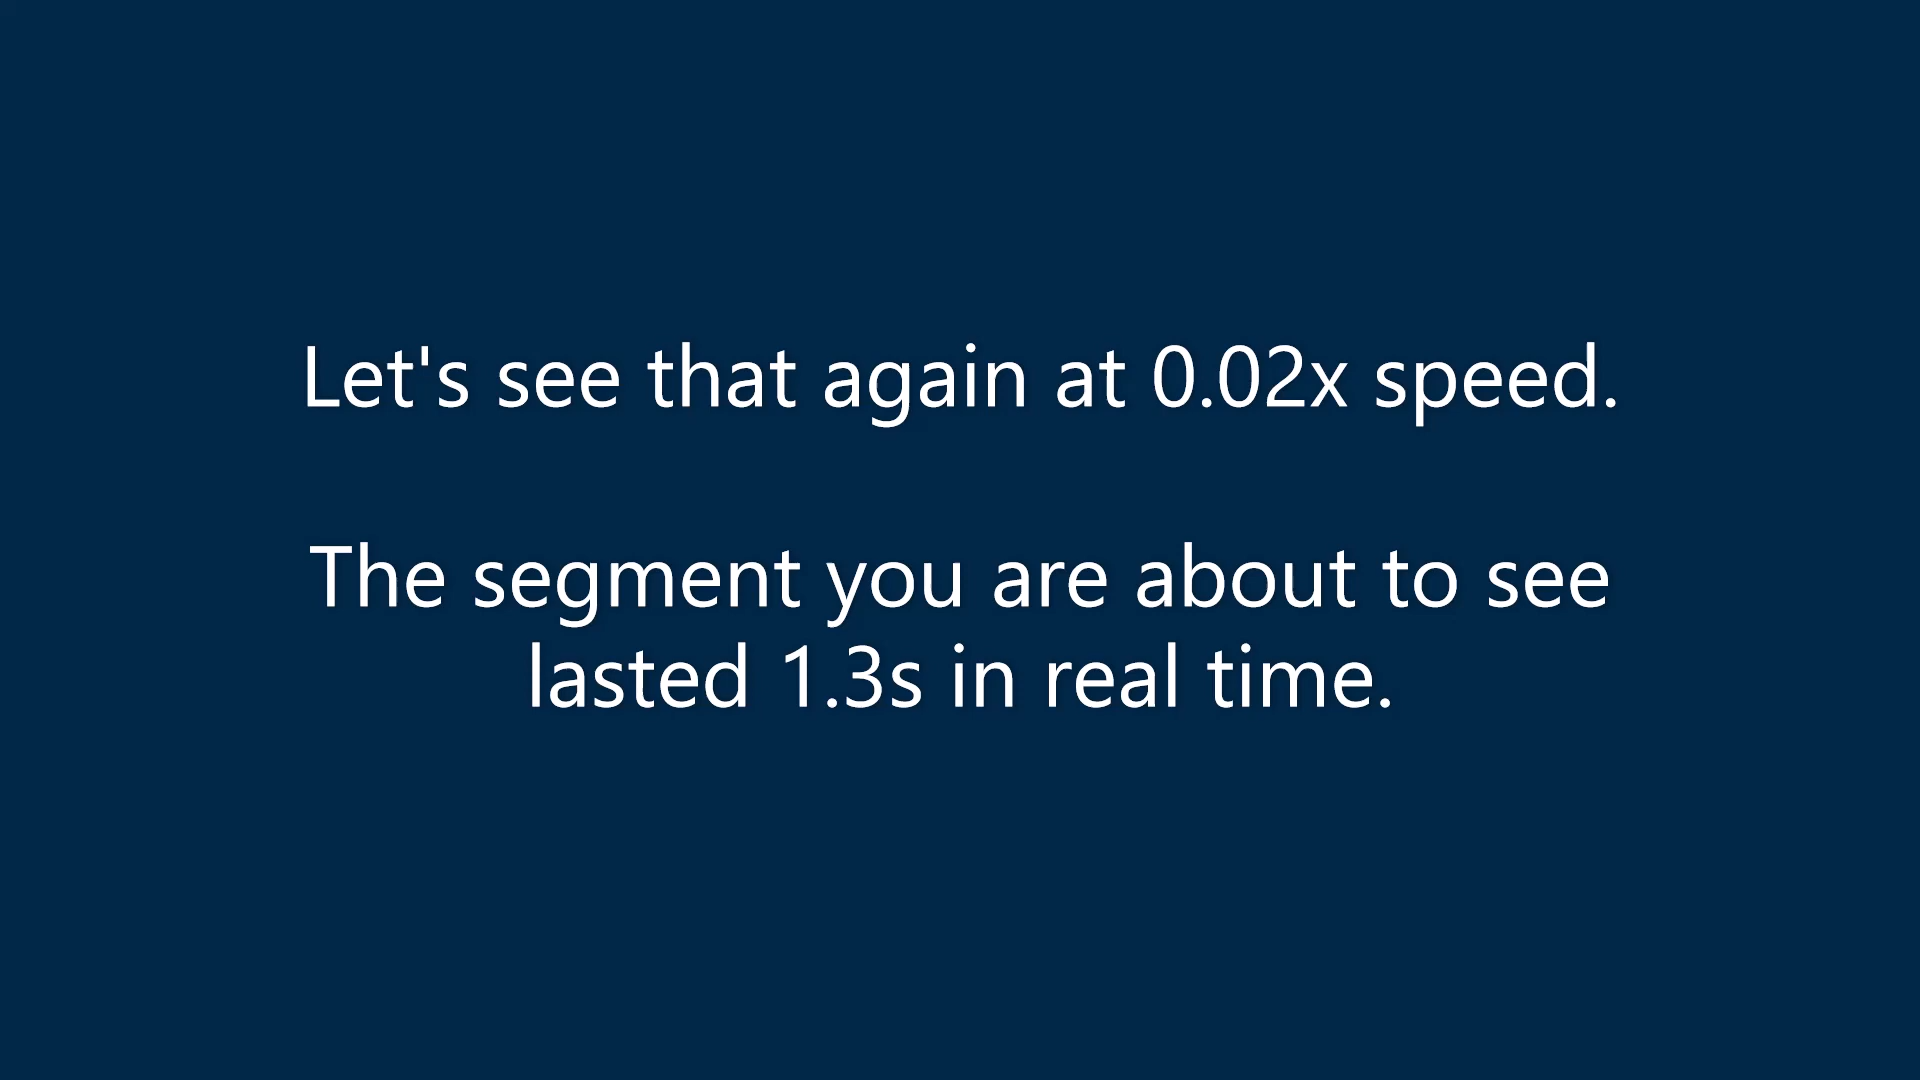 Let's see that again at 0.02x speed.
The segment you are about to see
lasted 1.3s in real time.